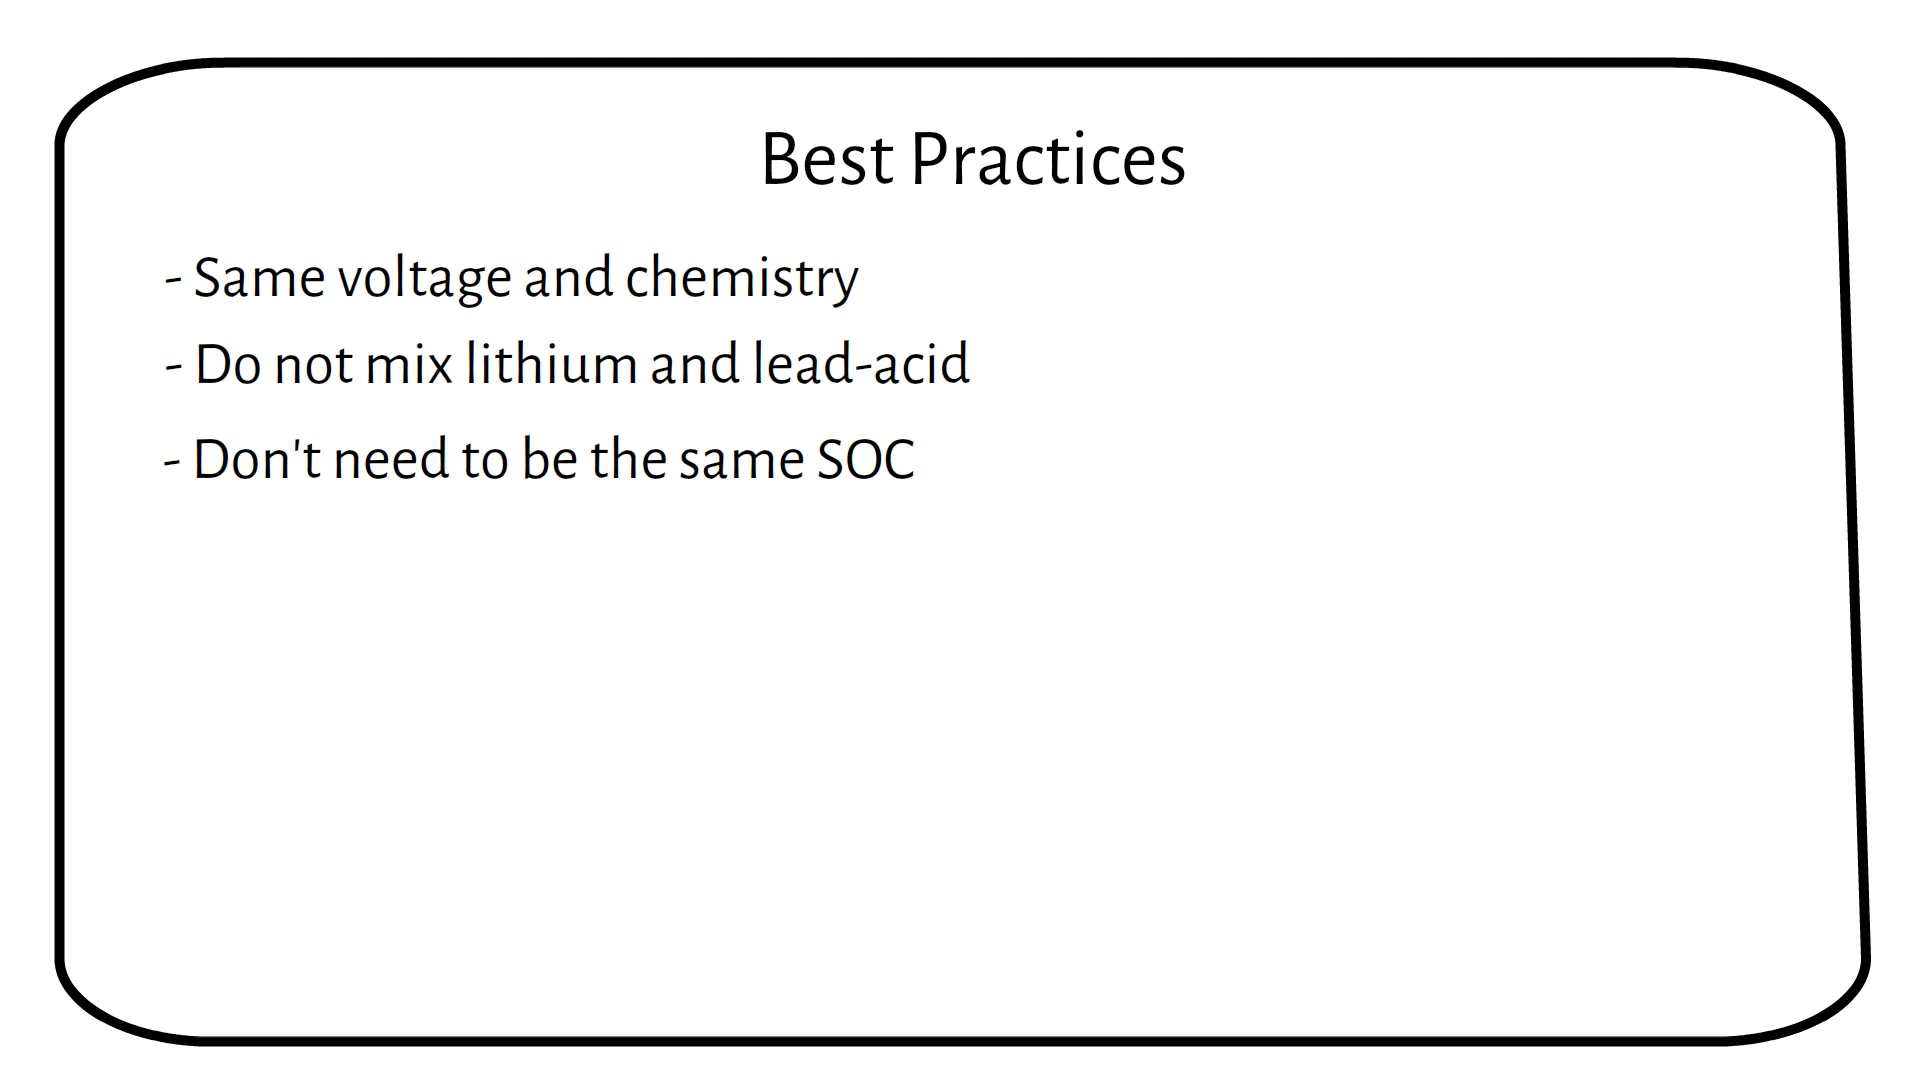 Best Practices
- Same voltage and chemistry
- Do not mix lithium and lead-acid
- Don't need to be the same SOC